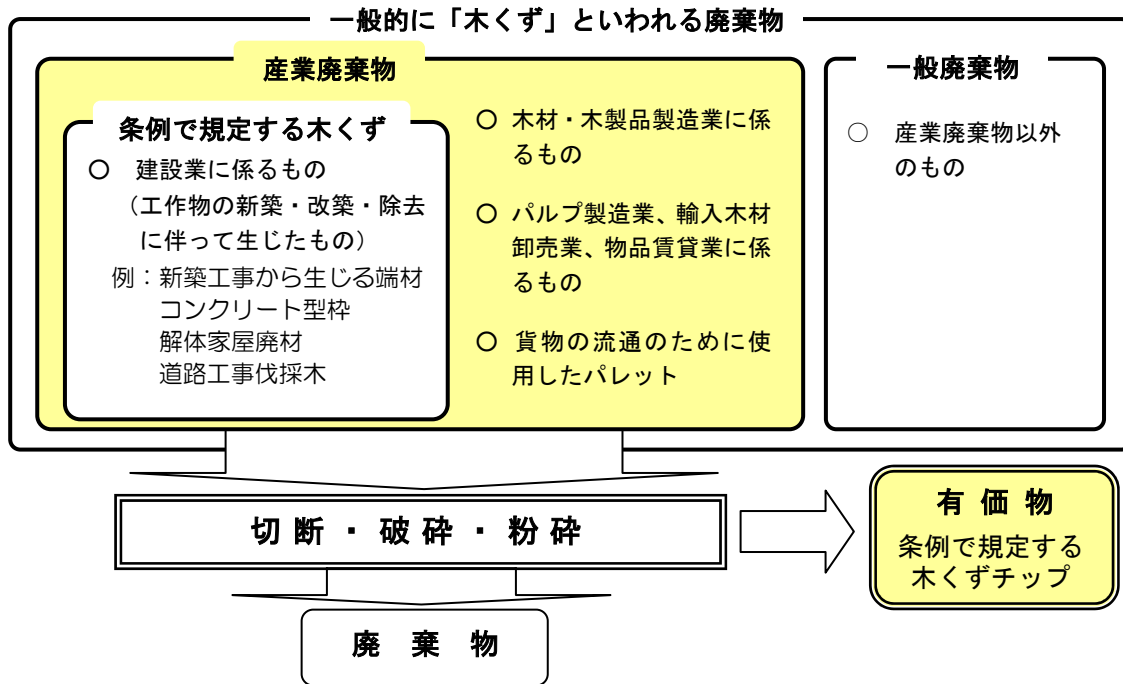 一般的に「木くず」といわれる廃棄物
産業廃棄物
条例で規定する木くず
〇 建設業に係るもの
（工作物の新築・改築・除去
に伴って生じたもの）
例：新築工事から生じる端材
コンクリート型枠
解体家屋廃材
道路工事伐採木
〇 木材・木製品製造業に係
るもの
〇 パルプ製造業、輸入木材
卸売業、物品賃貸業に係
るもの
〇 貨物の流通のために使
用したパレット
一般廃棄物
○ 産業廃棄物以外
のもの
切断・破砕・粉砕
有価物
条例で規定する
木くずチップ
廃棄物